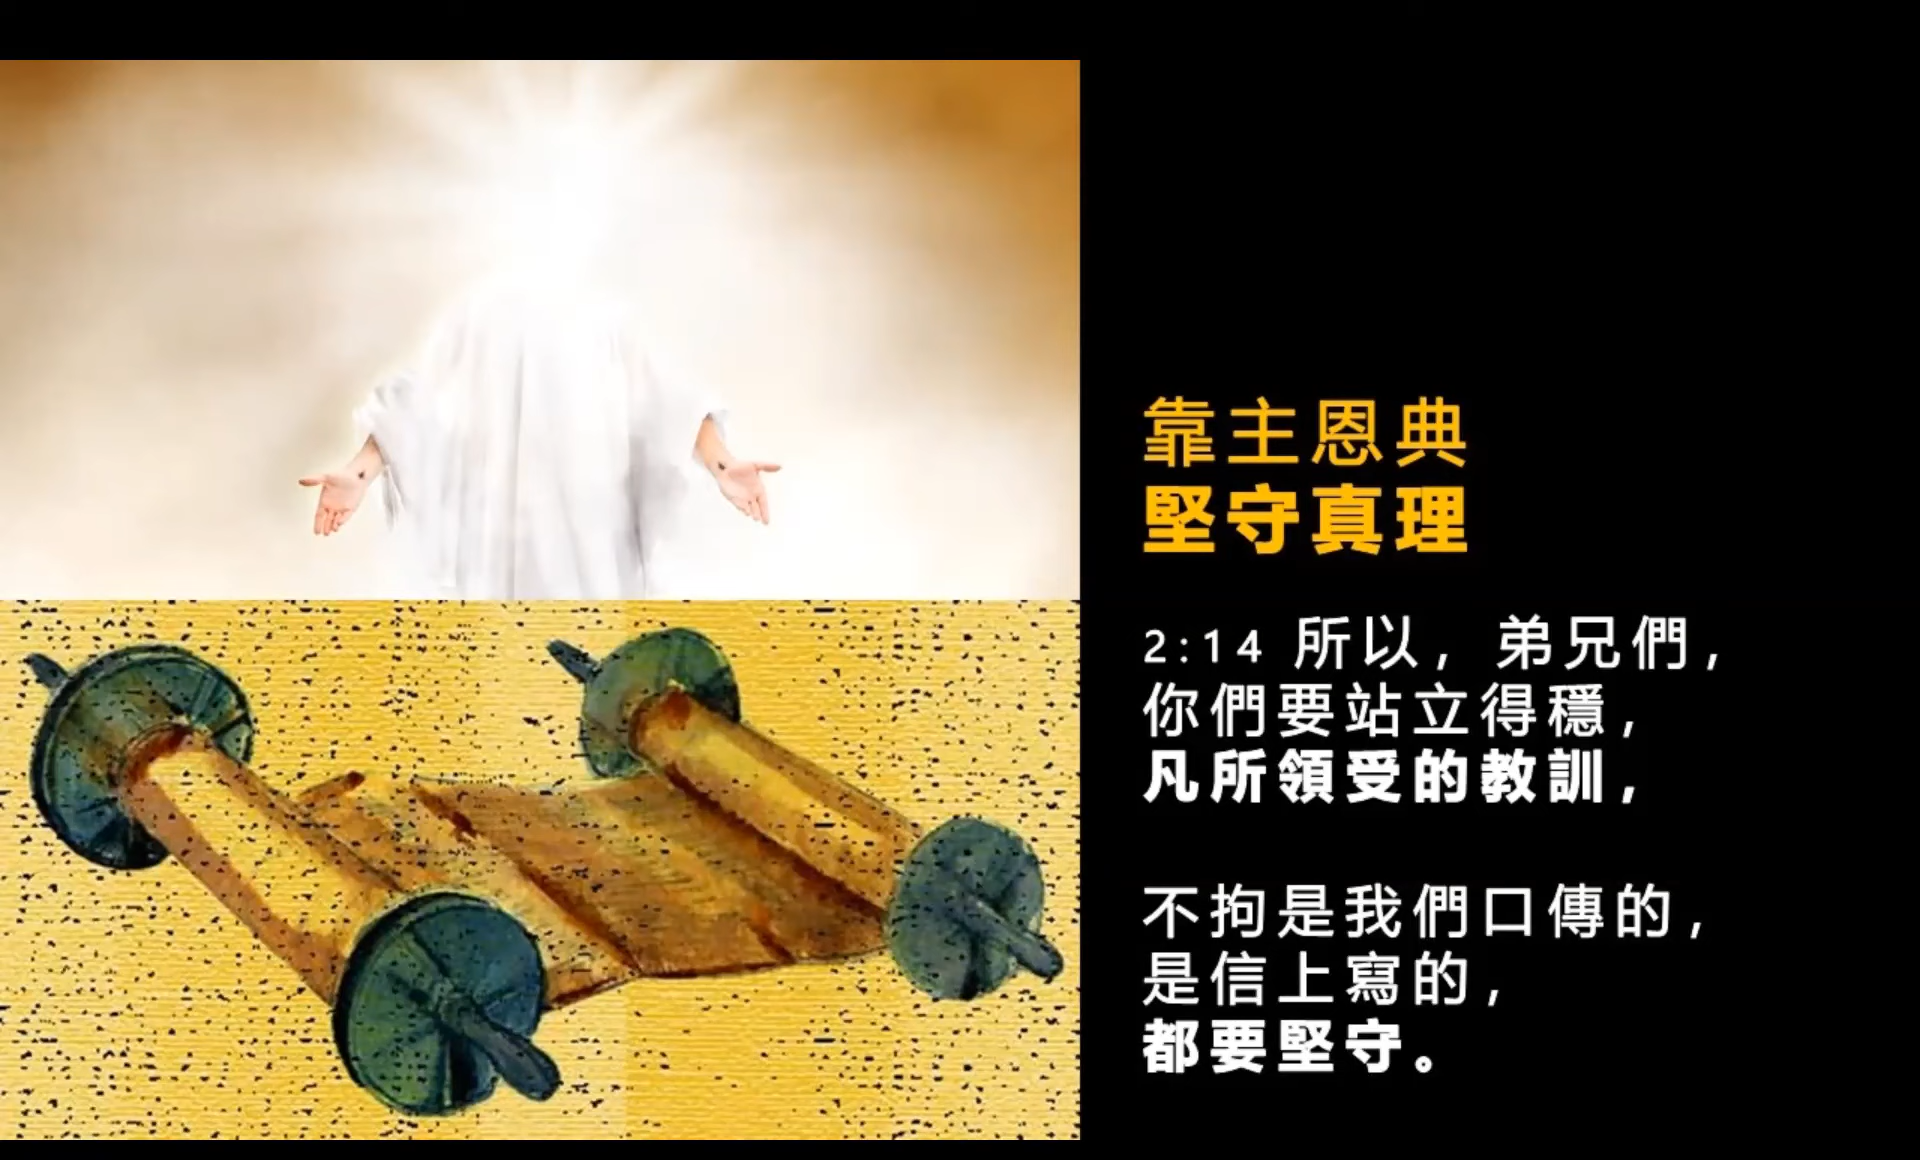 靠主恩典
堅守真理
2:14 所以，弟兄們，
你們要站立得穩，
凡所領受的教訓，
不拘是我們口傳的，
是信上寫的，
都要堅守。